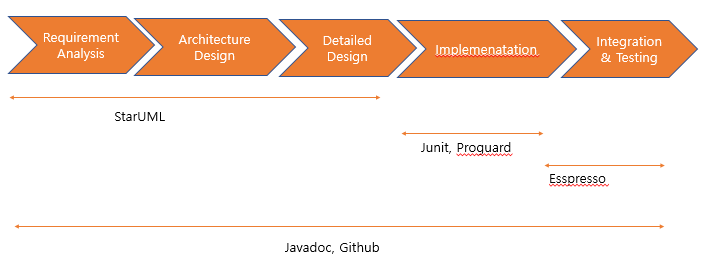 Requirement
Analysis
Architecture
Design
Detailed
Design
Implemenatation
Integration
& Testing
StarUML
Junit, Proguard
Esspresso
Javadoc, Github